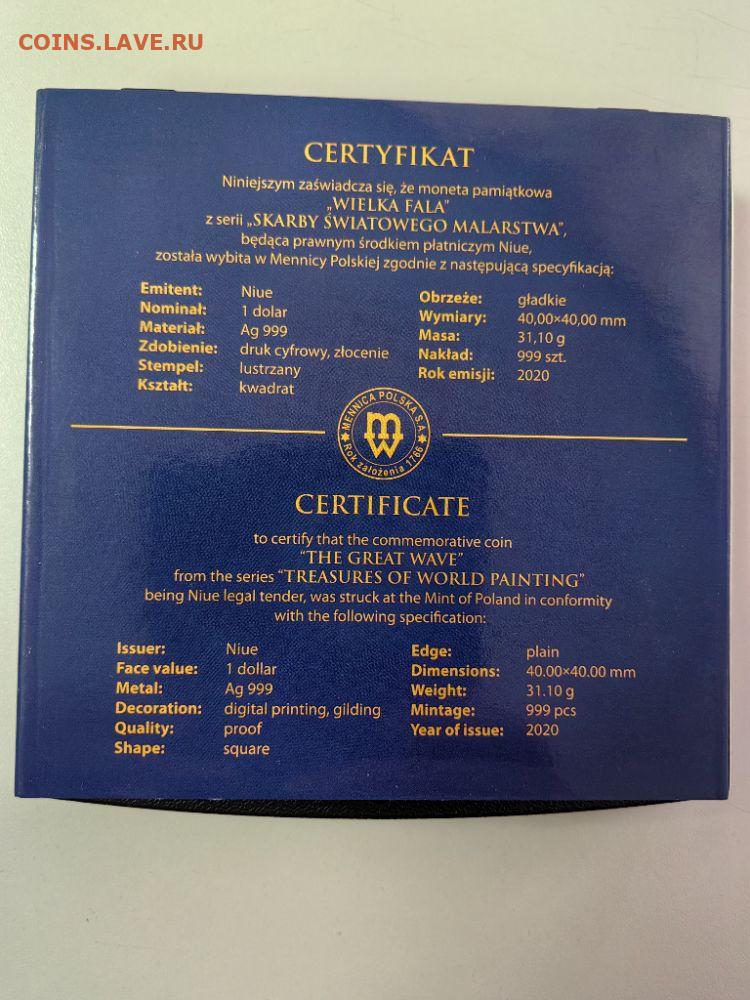 COINS.LAVE.RU
CERTYFIKAT
Niniejszym zaświadcza się, że moneta pamiątkowa
„WIELKA FALA”
z serii „SKARBY ŚWIATOWEGO MALARSTWA”,
będąca prawnym środkiem płatniczym Niue,
została wybita w Mennicy Polskiej zgodnie z następującą specyfikacją:
Emitent: Niue
Nominał: 1 dolar
Materiał: Ag 999
Zdobienie: druk cyfrowy, złocenie
Stempel: lustrzany
Kształt: kwadrat
Obrzeże: gładkie
Wymiary: 40,00×40,00 mm
Masa: 31,10 g
Nakład: 999 szt.
Rok emisji: 2020
MENNICA POLSKA S.A.
Rok założenia 1766
CERTIFICATE
to certify that the commemorative coin
“THE GREAT WAVE”
from the series “TREASURES OF WORLD PAINTING”
being Niue legal tender, was struck at the Mint of Poland in conformity
with the following specification:
Issuer: Niue
Face value: 1 dollar
Metal: Ag 999
Decoration: digital printing, gilding
Quality: proof
Shape: square
Edge: plain
Dimensions: 40.00×40.00 mm
Weight: 31.10 g
Mintage: 999 pcs
Year of issue: 2020